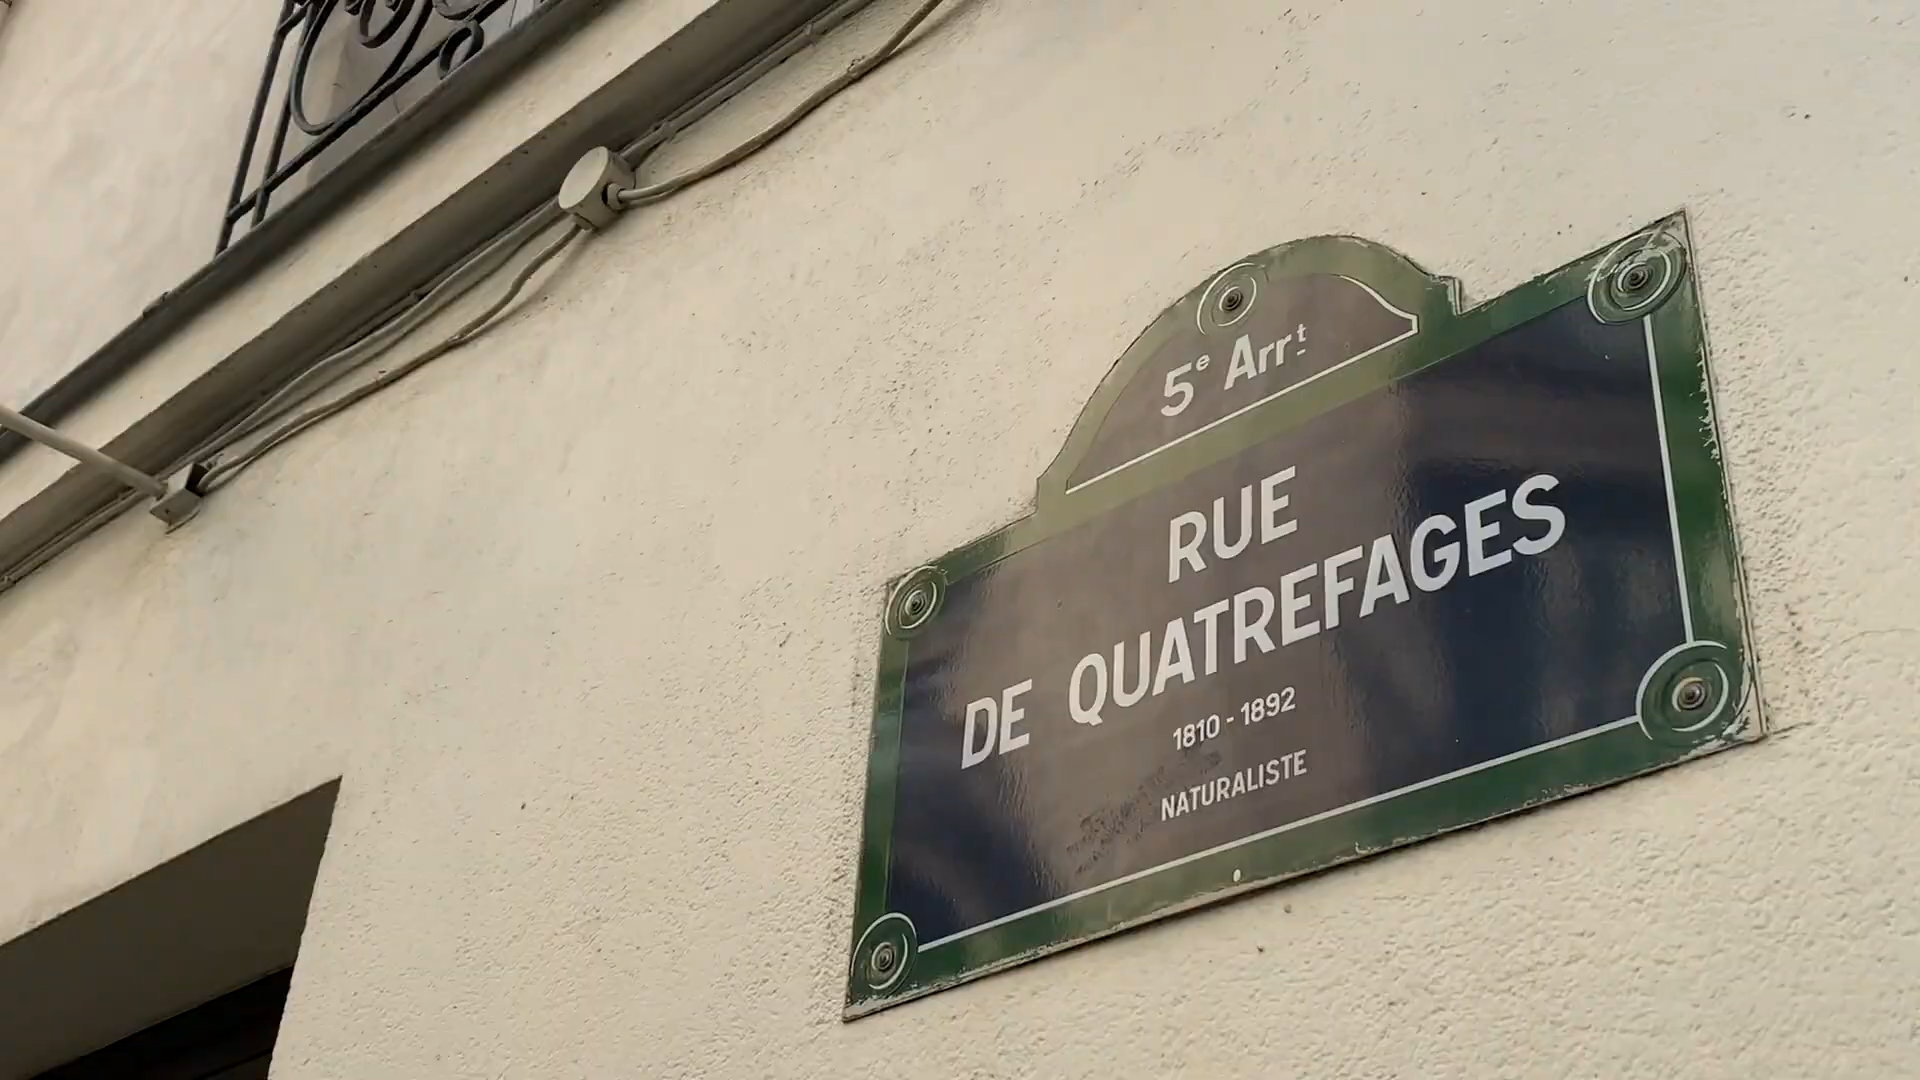 5e Arrt
RUE
DE QUATREFAGES
1810 - 1892
NATURALISTE